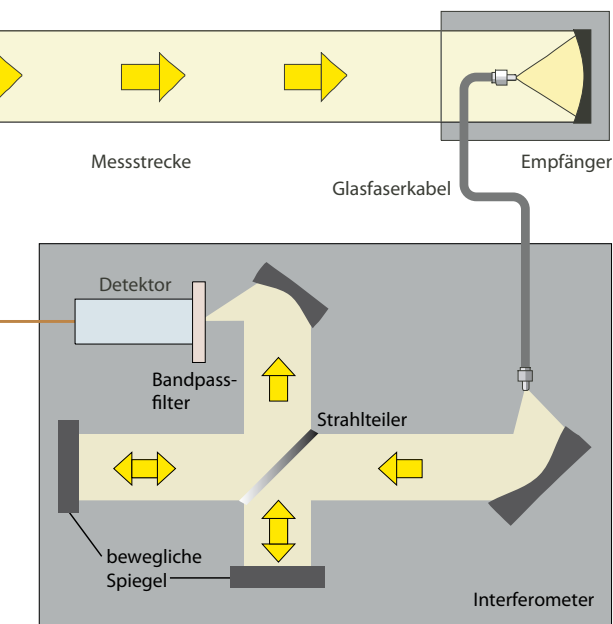 Messstrecke
Empfänger
Glasfaserkabel
Detektor
Bandpass-
filter
Strahlteiler
bewegliche
Spiegel
Interferometer